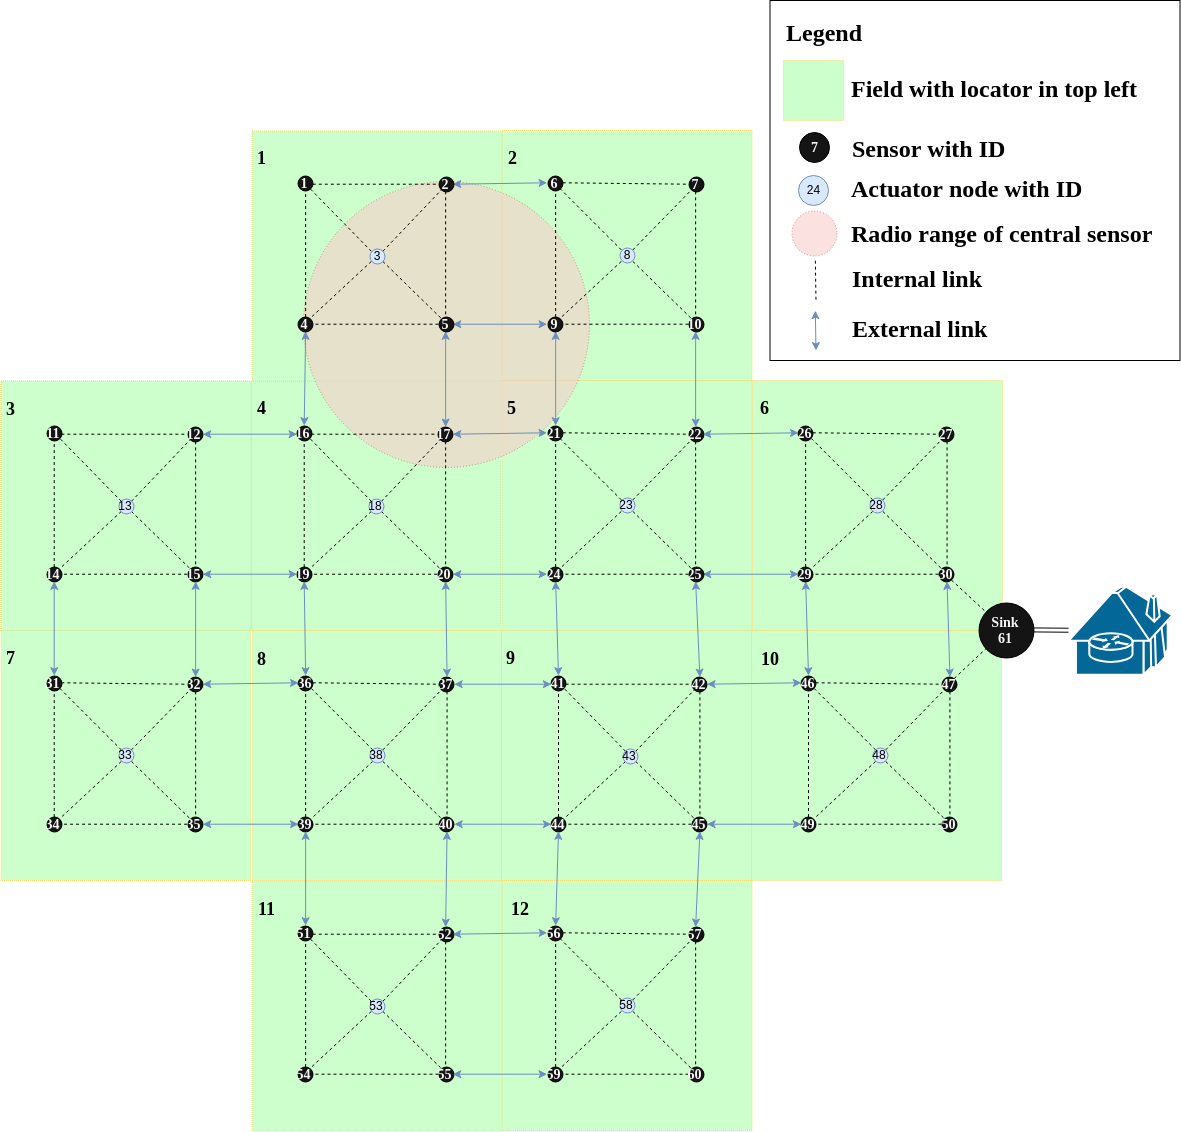 Legend
Field with locator in top left
7 Sensor with ID
24 Actuator node with ID
Radio range of central sensor
Internal link
External link
1 2
1 2 6 7
3 8
4 5 9 10
3 4 5 6
11 12 16 17 21 22 26 27
13 18 23 28
14 15 19 20 24 25 29 30
Sink
61
7 8 9 10
31 32 36 37 41 42 46 47
33 38 43 48
34 35 39 40 44 45 49 50
11 12
51 52 56 57
53 58
54 55 59 60